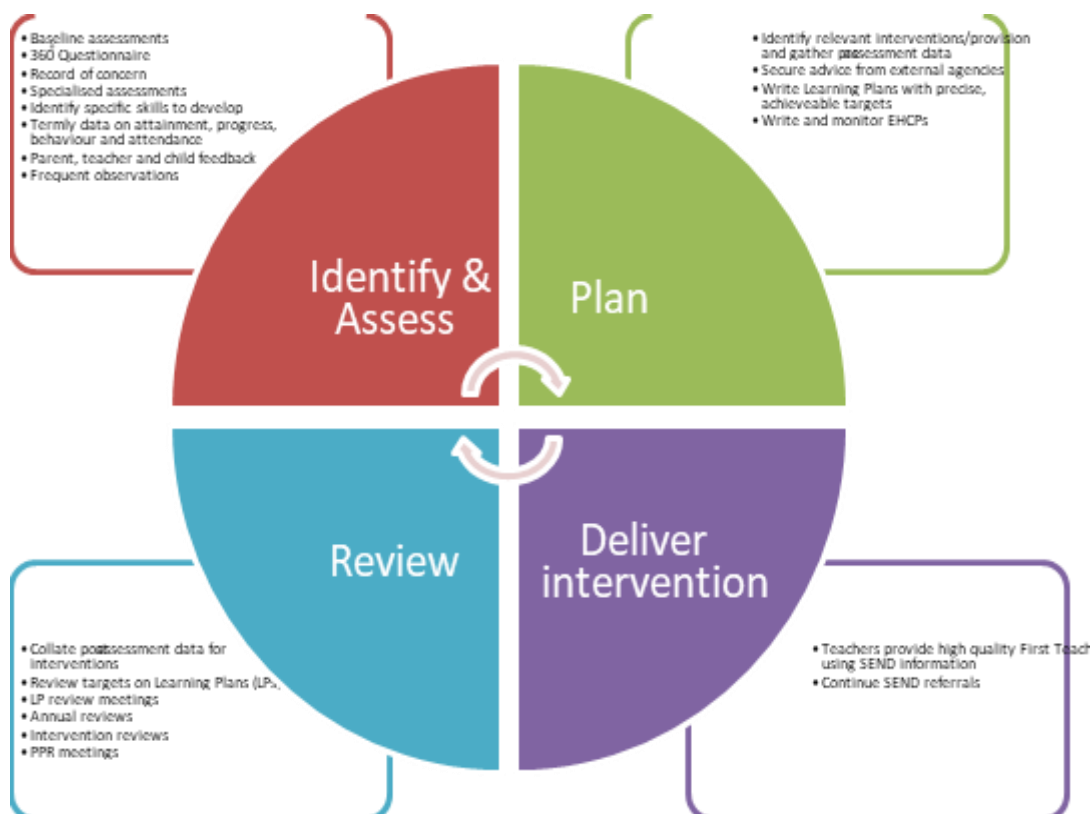 • Baseline assessments
• 360 Questionnaire
• Record of concern
• Specialised assessments
• Identify specific skills to develop
• Termly data on attainment, progress,
behaviour and attendance
• Parent, teacher and child feedback
• Frequent observations
• Identify relevant interventions/provision
and gather assessment data
• Secure advice from external agencies
• Write Learning Plans with precise,
achieveable targets
• Write and monitor EHCPs
Identify &
Assess
Plan
Review
Deliver
intervention
• Collate assessment data for
interventions
• Review targets on Learning Plans (LPs)
• LP review meetings
• Annual reviews
• Intervention reviews
• PPR meetings
• Teachers provide high quality First Teach
using SEND information
• Continue SEND referrals